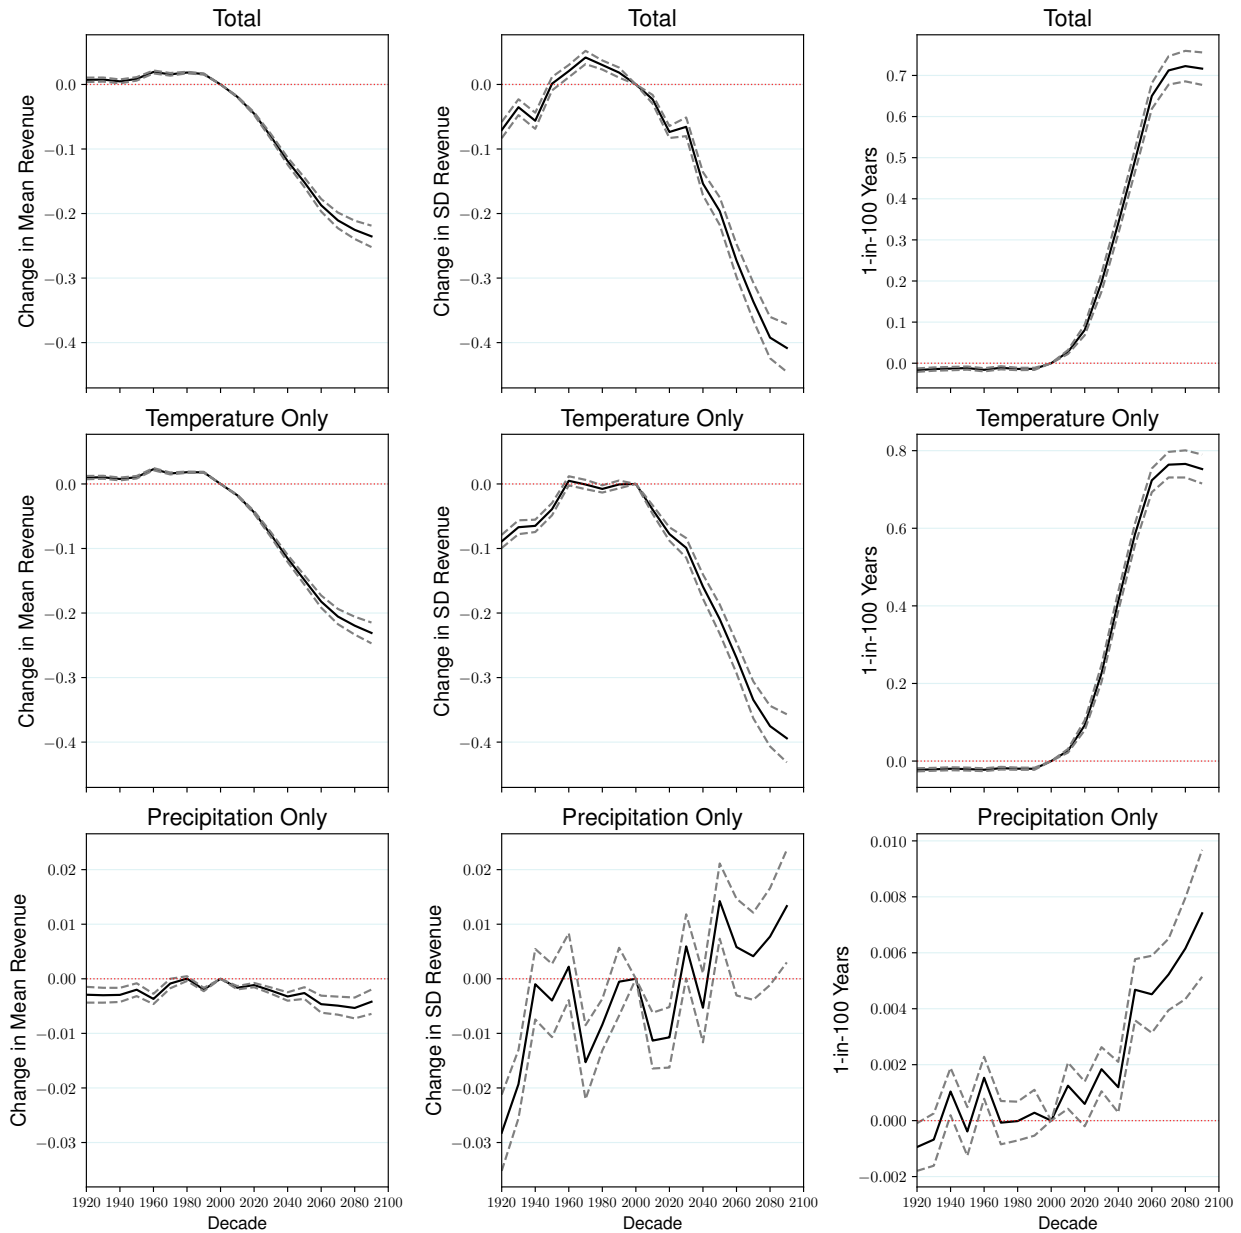 Total
Total
Total
Change in Mean Revenue
0.0
−0.1
−0.2
−0.3
−0.4
Change in SD Revenue
0.0
−0.1
−0.2
−0.3
−0.4
1-in-100 Years
0.7
0.6
0.5
0.4
0.3
0.2
0.1
0.0
Temperature Only
Temperature Only
Temperature Only
Change in Mean Revenue
0.0
−0.1
−0.2
−0.3
−0.4
Change in SD Revenue
0.0
−0.1
−0.2
−0.3
−0.4
1-in-100 Years
0.8
0.6
0.4
0.2
0.0
Precipitation Only
Precipitation Only
Precipitation Only
Change in Mean Revenue
0.02
0.01
0.00
−0.01
−0.02
−0.03
Change in SD Revenue
0.02
0.01
0.00
−0.01
−0.02
−0.03
1-in-100 Years
0.010
0.008
0.006
0.004
0.002
0.000
−0.002
1920 1940 1960 1980 2000 2020 2040 2060 2080 2100
1920 1940 1960 1980 2000 2020 2040 2060 2080 2100
1920 1940 1960 1980 2000 2020 2040 2060 2080 2100
Decade
Decade
Decade